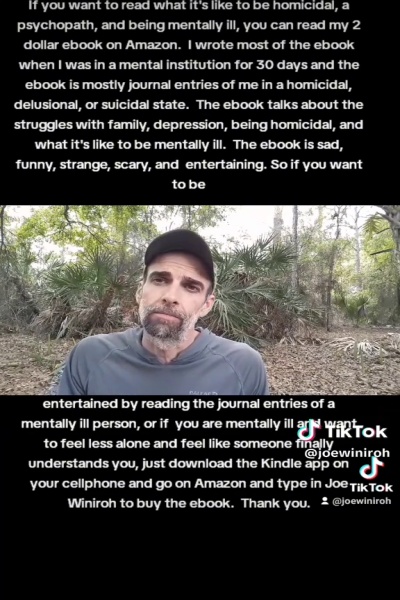 If you want to read what it's like to be homicidal, a
psychopath, and being mentally ill, you can read my 2
dollar ebook on Amazon. I wrote most of the ebook
when I was in a mental institution for 30 days and the
ebook is mostly journal entries of me in a homicidal,
delusional, or suicidal state. The ebook talks about the
struggles with family, depression, being homicidal, and
what it's like to be mentally ill. The ebook is sad,
funny, strange, scary, and entertaining. So if you want
to be
entertained by reading the journal entries of a
mentally ill person, or if you are mentally ill and want
to feel less alone and feel like someone finally
understands you, just download the Kindle app on
your cellphone and go on Amazon and type in Joe
Winiroh to buy the ebook. Thank you.
TikTok
@joewiniroh
TikTok
@joewiniroh